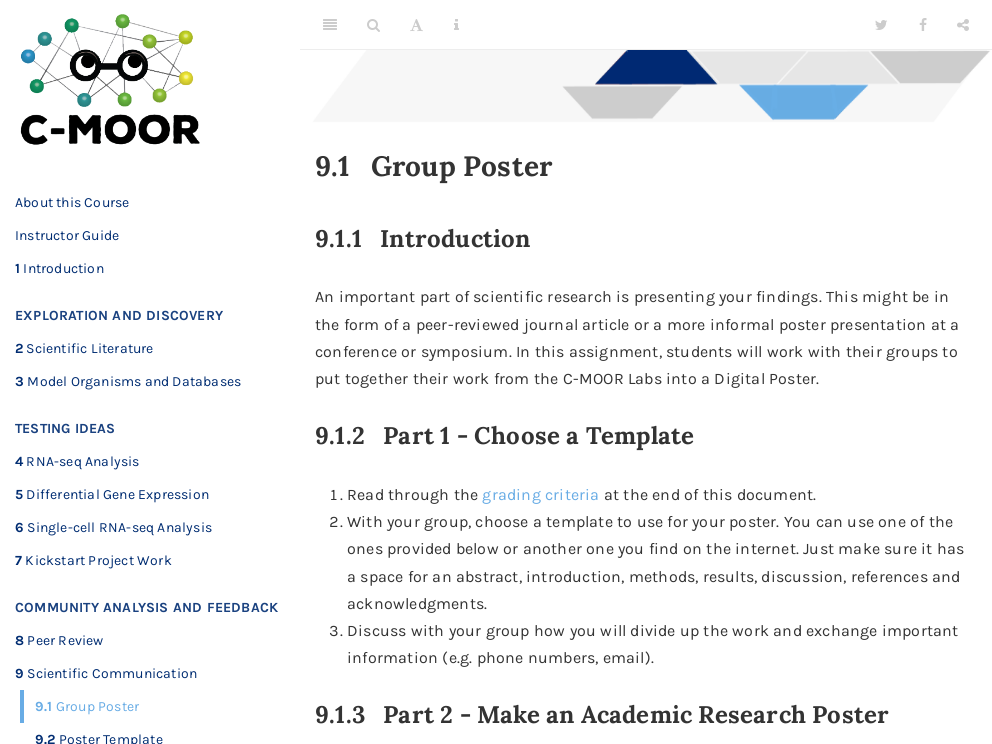 C-MOOR
About this Course
Instructor Guide
1 Introduction
EXPLORATION AND DISCOVERY
2 Scientific Literature
3 Model Organisms and Databases
TESTING IDEAS
4 RNA-seq Analysis
5 Differential Gene Expression
6 Single-cell RNA-seq Analysis
7 Kickstart Project Work
COMMUNITY ANALYSIS AND FEEDBACK
8 Peer Review
9 Scientific Communication
9.1 Group Poster
9.2 Poster Template
A
9.1 Group Poster
9.1.1 Introduction
An important part of scientific research is presenting your findings. This might be in
the form of a peer-reviewed journal article or a more informal poster presentation at a
conference or symposium. In this assignment, students will work with their groups to
put together their work from the C-MOOR Labs into a Digital Poster.
9.1.2 Part 1 - Choose a Template
1. Read through the grading criteria at the end of this document.
2. With your group, choose a template to use for your poster. You can use one of the
ones provided below or another one you find on the internet. Just make sure it has
a space for an abstract, introduction, methods, results, discussion, references and
acknowledgments.
3. Discuss with your group how you will divide up the work and exchange important
information (e.g. phone numbers, email).
9.1.3 Part 2 - Make an Academic Research Poster